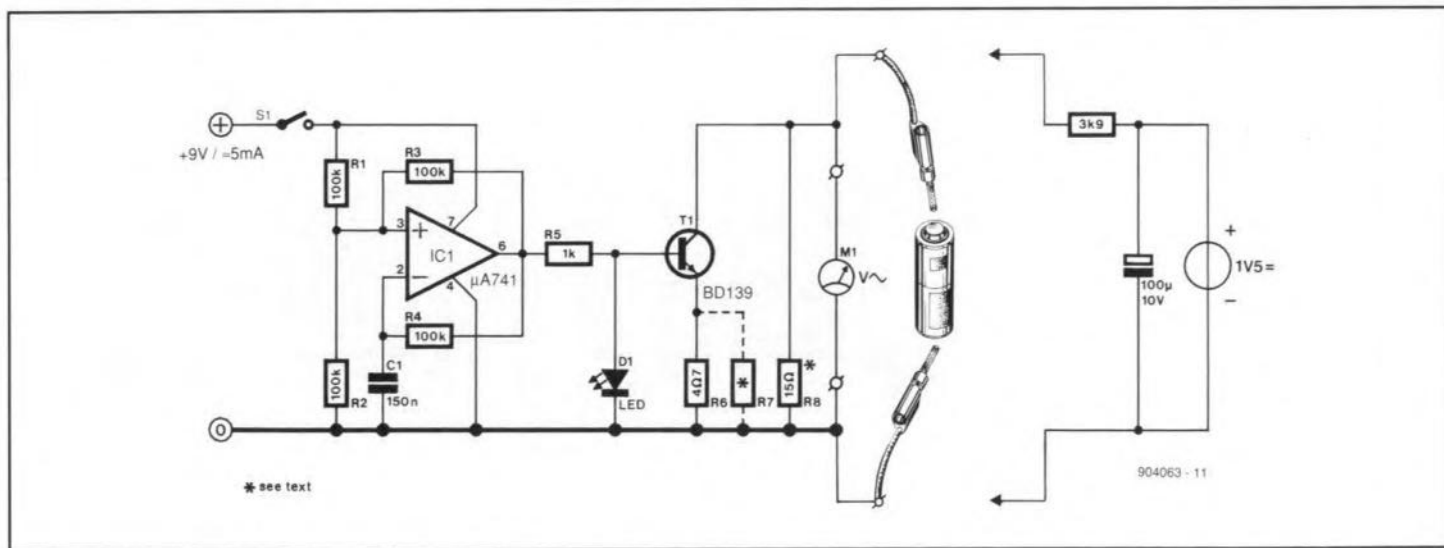 S1
+9V / =5mA
R1
100k
R3
100k
3
+
7
IC1
2
−
4
6
µA741
R4
100k
C1
150n
100k
R2
R5
1k
D1
LED
T1
BD139
4Ω7
R6
*
R7
15Ω
*
R8
M1
V~
3k9
100µ
10V
+
1V5=
−
0
* see text
904063 - 11